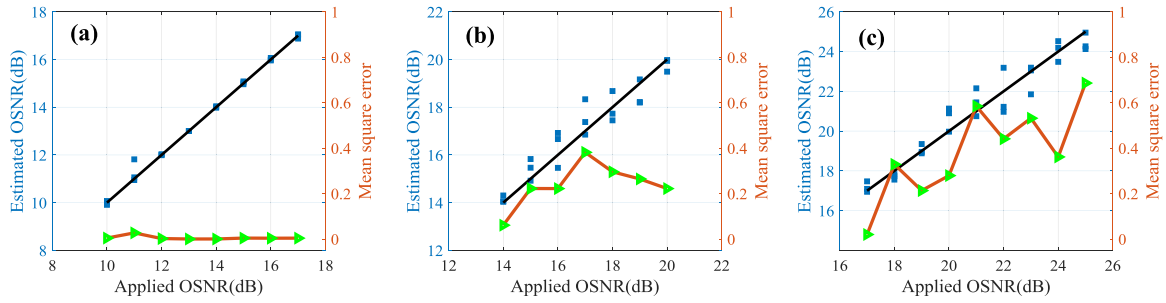 (a)
Estimated OSNR(dB)
18
16
14
12
10
8
8 10 12 14 16 18
Applied OSNR(dB)
1
0.8
0.6
0.4
0.2
0
Mean square error
(b)
Estimated OSNR(dB)
22
20
18
16
14
12
12 14 16 18 20 22
Applied OSNR(dB)
1
0.8
0.6
0.4
0.2
0
Mean square error
(c)
Estimated OSNR(dB)
26
24
22
20
18
16
16 18 20 22 24 26
Applied OSNR(dB)
1
0.8
0.6
0.4
0.2
0
Mean square error